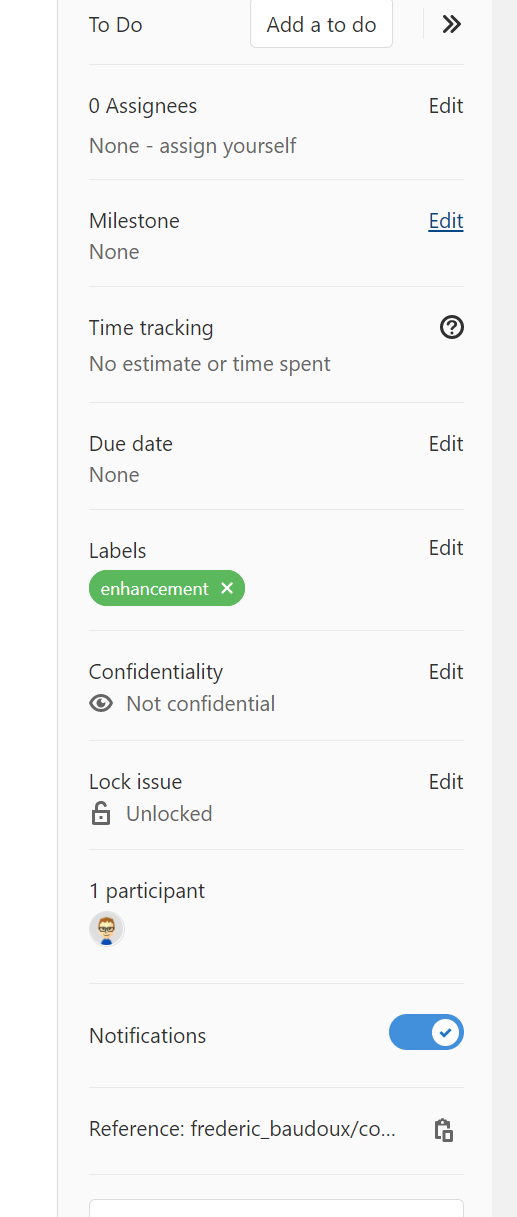 To Do
Add a to do
0 Assignees
Edit
None - assign yourself
Milestone
Edit
None
Time tracking
No estimate or time spent
Due date
Edit
None
Labels
Edit
enhancement
Confidentiality
Edit
Not confidential
Lock issue
Edit
Unlocked
1 participant
Notifications
Reference: frederic_baudoux/co...